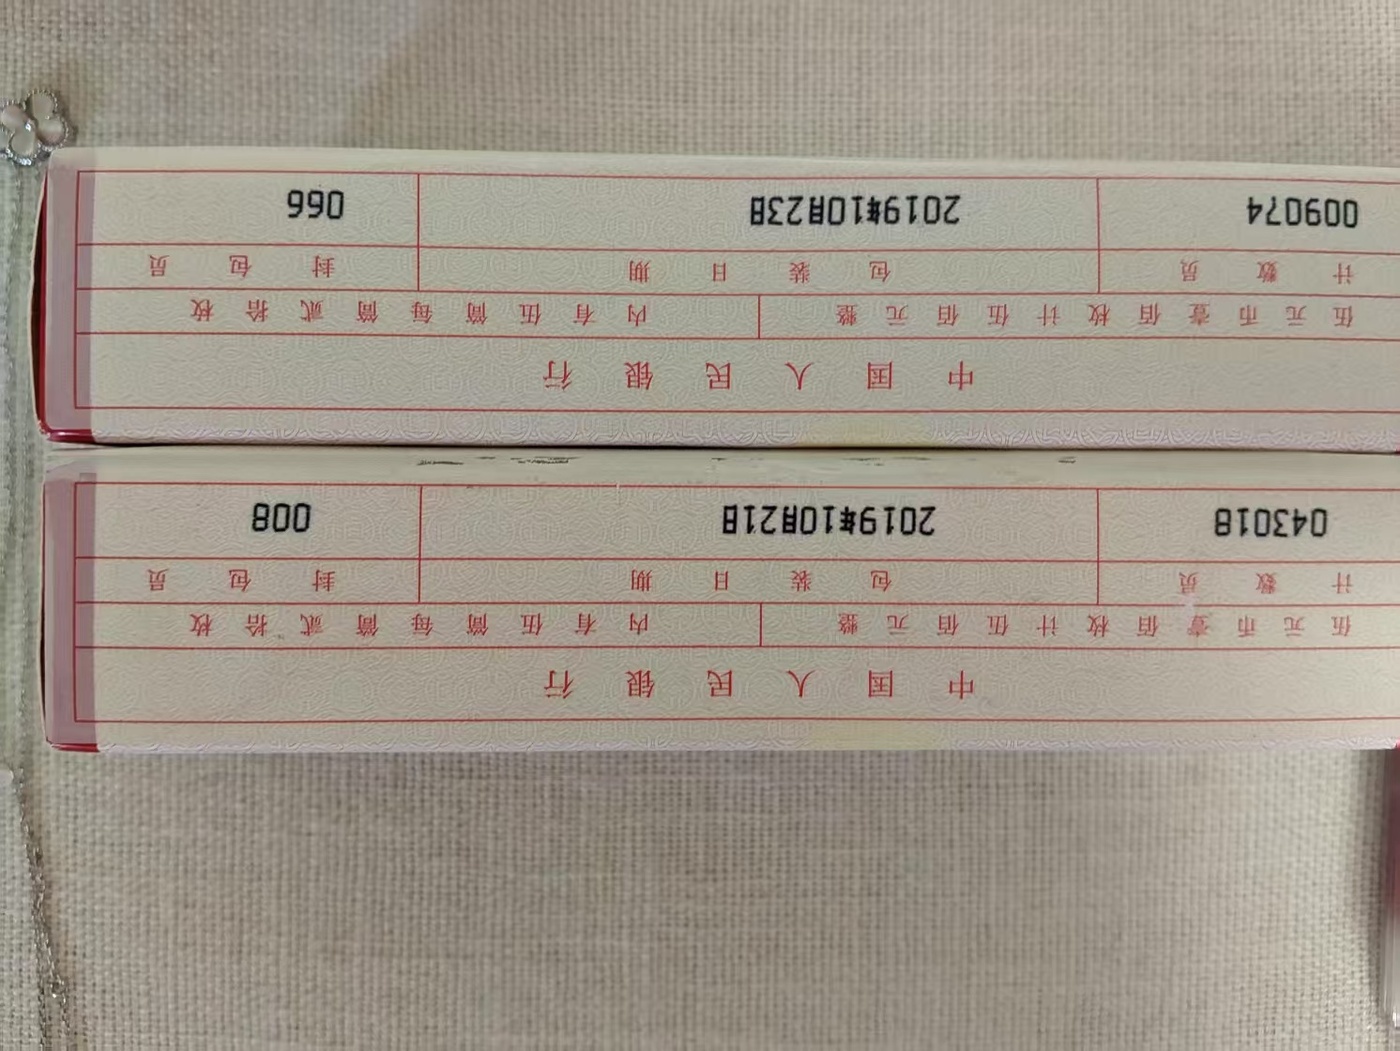 中国人民银行
伍元币壹佰枚计伍佰元整 内有伍筒每筒贰拾枚
计数员 包装日期 封包员
043018 2019年10月21日 008
中国人民银行
伍元币壹佰枚计伍佰元整 内有伍筒每筒贰拾枚
计数员 包装日期 封包员
009074 2019年10月23日 066